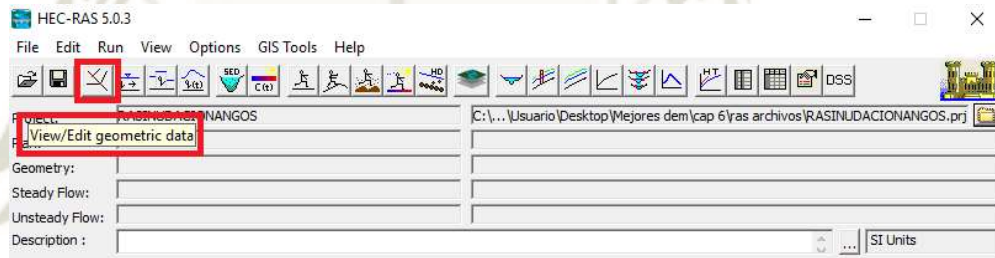 HEC-RAS 5.0.3
File Edit Run View Options GIS Tools Help
SED C(t) S,Q(t) HD HT DSS
RASINUDACIONANGOS C:\...\Usuario\Desktop\Mejores dem\cap 6\ras archivos\RASINUDACIONANGOS.prj
View/Edit geometric data
Geometry:
Steady Flow:
Unsteady Flow:
Description : ... SI Units